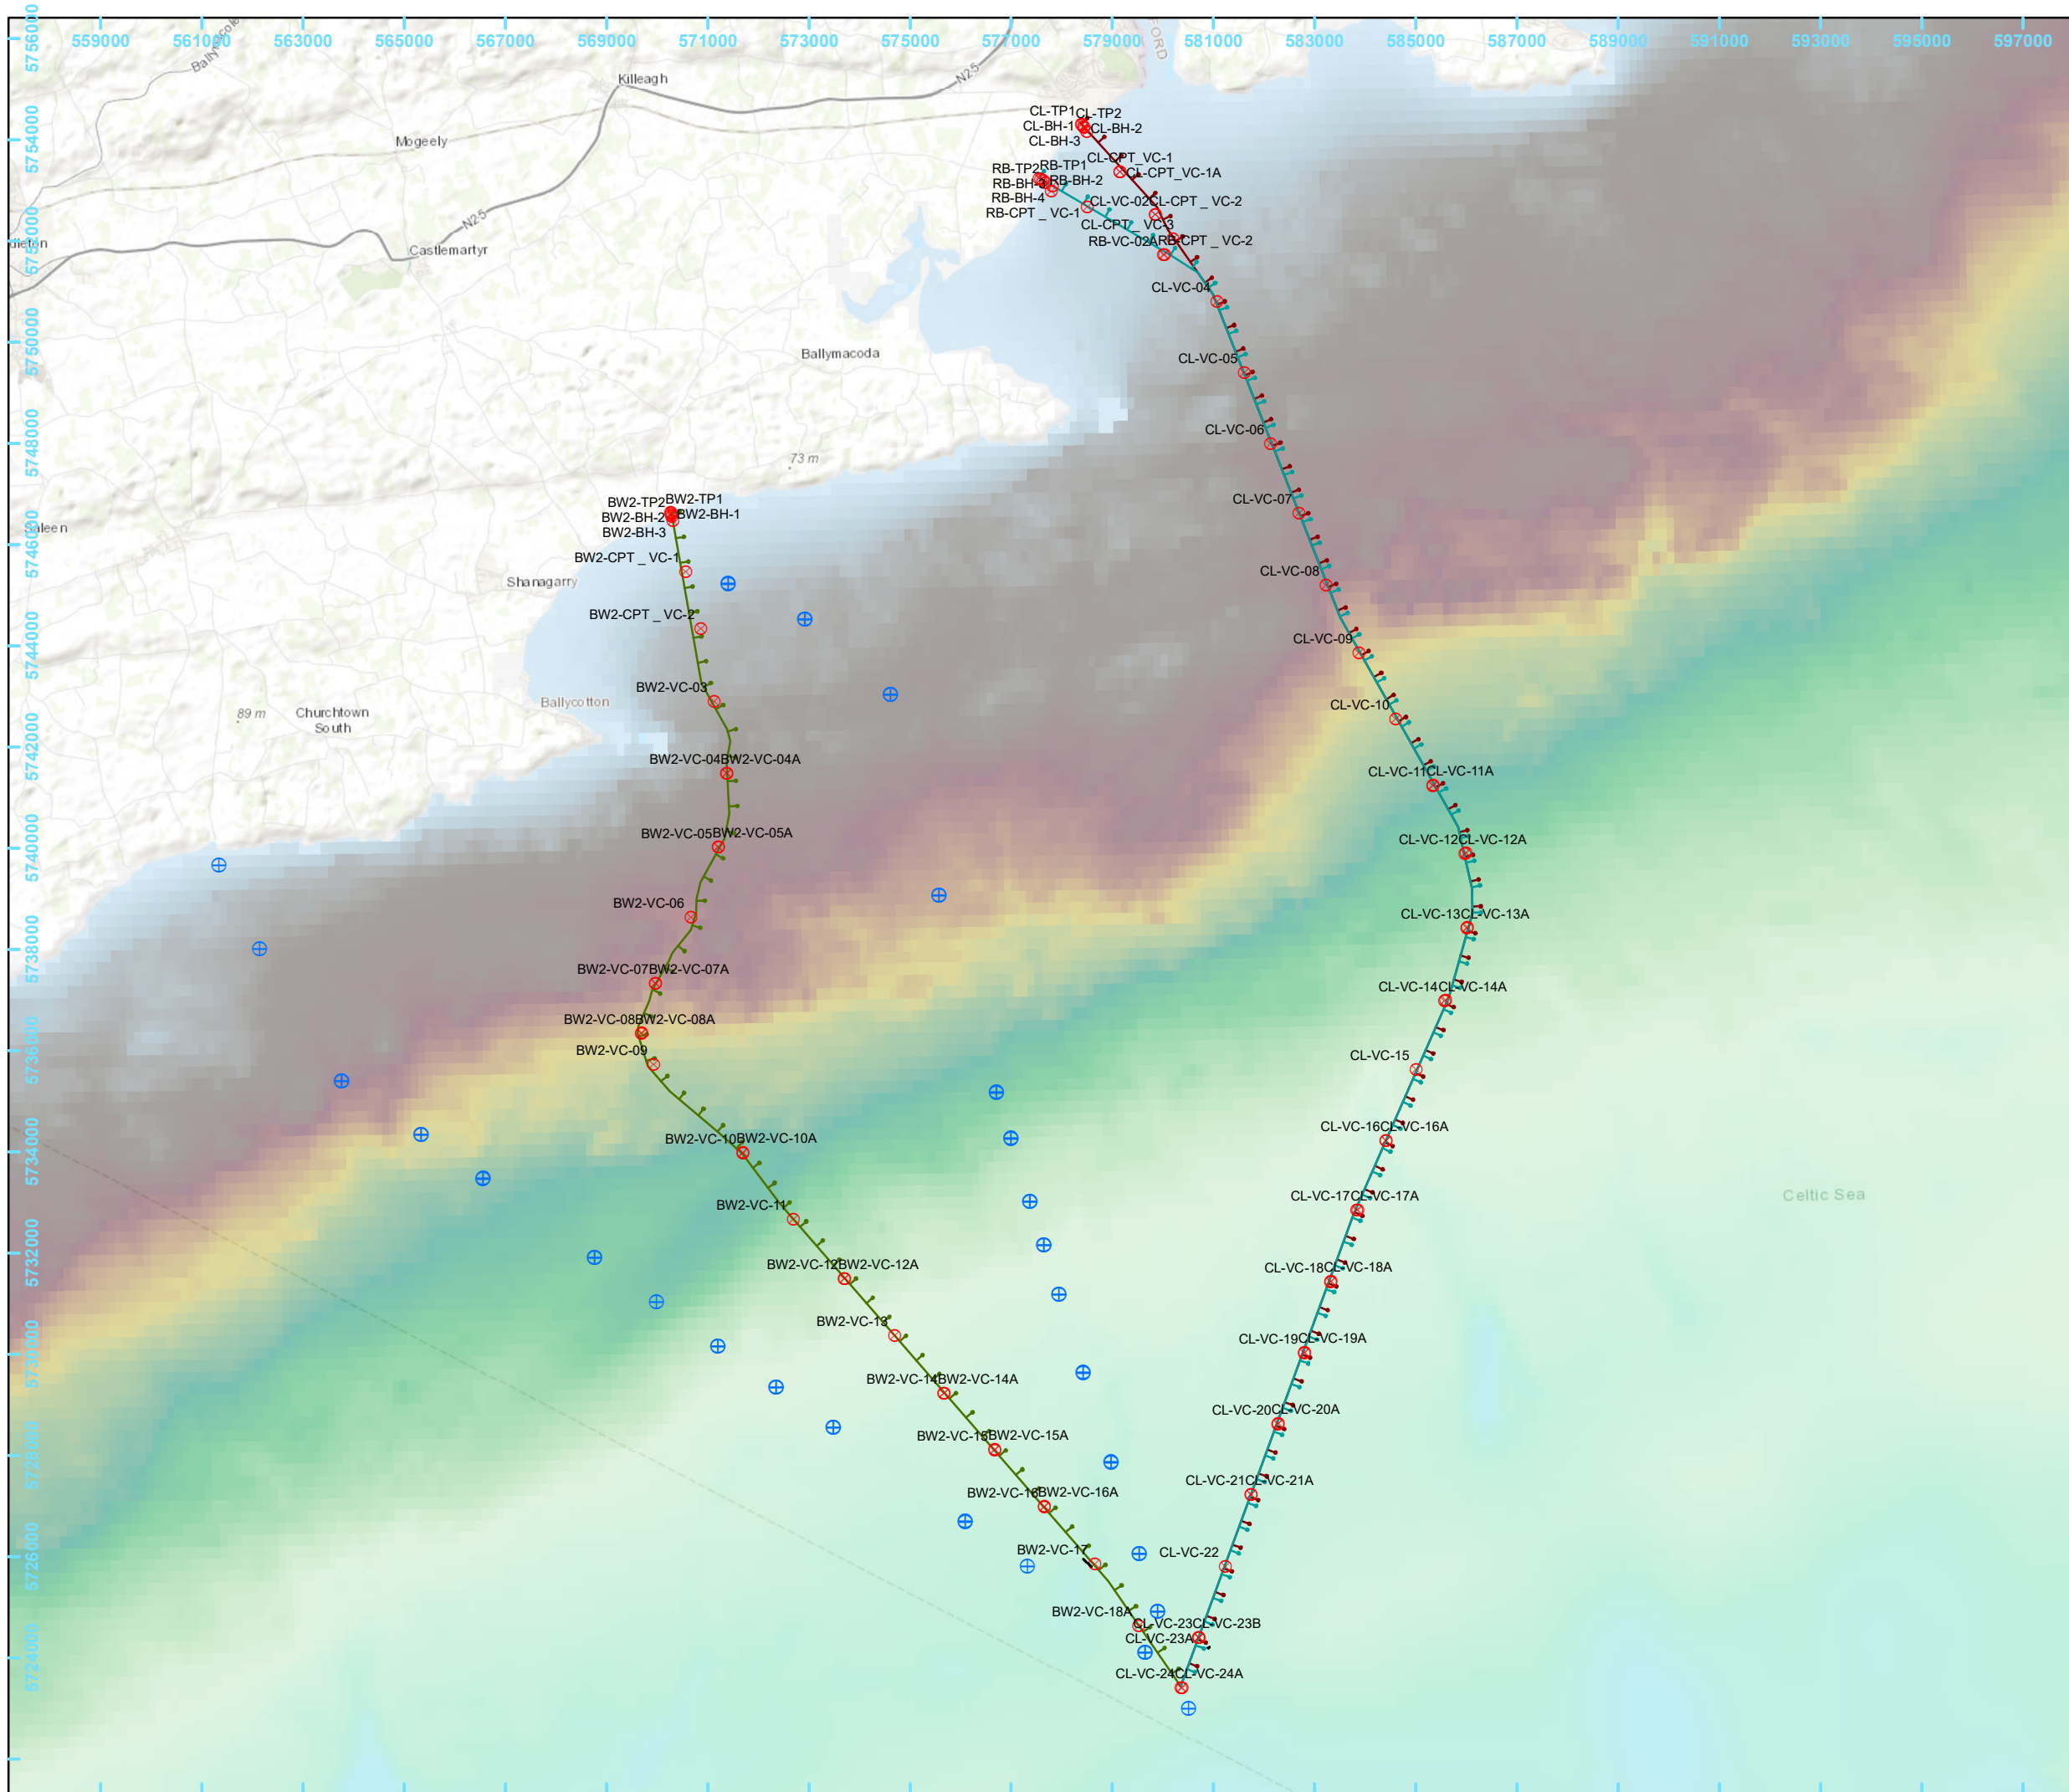 559000 561000 563000 565000 567000 569000 571000 573000 575000 577000 579000 581000 583000 585000 587000 589000 591000 593000 595000 597000
5756000
5754000
5752000
5750000
5748000
5746000
5744000
5742000
5740000
5738000
5736000
5734000
5732000
5730000
5728000
5726000
5724000
FORD
N25
Killeagh
Mogeely
Castlemartyr
N25
Ballymacoda
73 m
Shanagarry
Ballycotton
89 m
Churchtown
South
Celtic Sea
CL-TP1
CL-TP2
CL-BH-1
CL-BH-2
CL-BH-3
CL-CPT_VC-1
CL-CPT_VC-1A
RB-TP2
RB-TP1
RB-BH-3
RB-BH-2
RB-BH-4
RB-CPT _ VC-1
CL-VC-02
CL-CPT _ VC-2
CL-CPT _ VC-3
RB-VC-02A
RB-CPT _ VC-2
CL-VC-04
CL-VC-05
CL-VC-06
CL-VC-07
CL-VC-08
CL-VC-09
CL-VC-10
CL-VC-11
CL-VC-11A
CL-VC-12
CL-VC-12A
CL-VC-13
CL-VC-13A
CL-VC-14
CL-VC-14A
CL-VC-15
CL-VC-16
CL-VC-16A
CL-VC-17
CL-VC-17A
CL-VC-18
CL-VC-18A
CL-VC-19
CL-VC-19A
CL-VC-20
CL-VC-20A
CL-VC-21
CL-VC-21A
CL-VC-22
CL-VC-23
CL-VC-23B
CL-VC-23A
CL-VC-24
CL-VC-24A
BW2-TP2
BW2-TP1
BW2-BH-2
BW2-BH-1
BW2-BH-3
BW2-CPT _ VC-1
BW2-CPT _ VC-2
BW2-VC-03
BW2-VC-04
BW2-VC-04A
BW2-VC-05
BW2-VC-05A
BW2-VC-06
BW2-VC-07
BW2-VC-07A
BW2-VC-08
BW2-VC-08A
BW2-VC-09
BW2-VC-10
BW2-VC-10A
BW2-VC-11
BW2-VC-12
BW2-VC-12A
BW2-VC-13
BW2-VC-14
BW2-VC-14A
BW2-VC-15
BW2-VC-15A
BW2-VC-16
BW2-VC-16A
BW2-VC-17
BW2-VC-18A